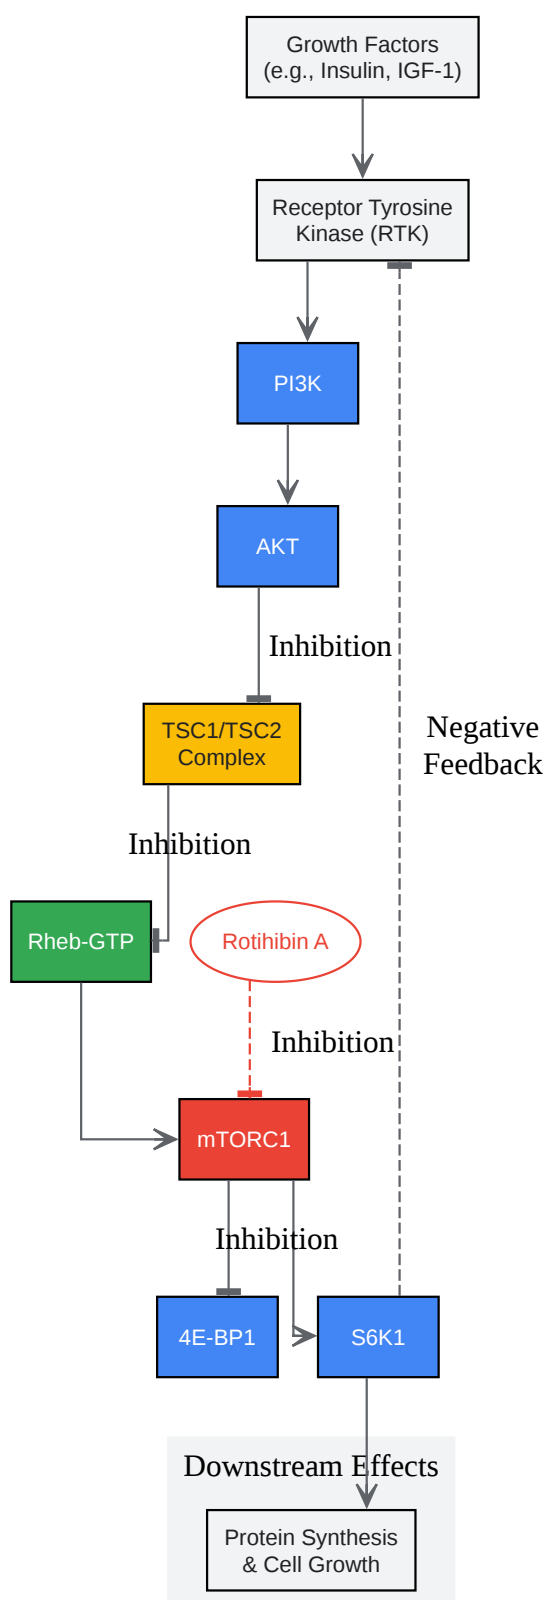 Growth Factors
(e.g., Insulin, IGF-1)
Receptor Tyrosine
Kinase (RTK)
PI3K
AKT
Inhibition
TSC1/TSC2
Complex
Negative
Feedback
Inhibition
Rheb-GTP
Rotihibin A
Inhibition
mTORC1
Inhibition
4E-BP1
S6K1
Downstream Effects
Protein Synthesis
& Cell Growth